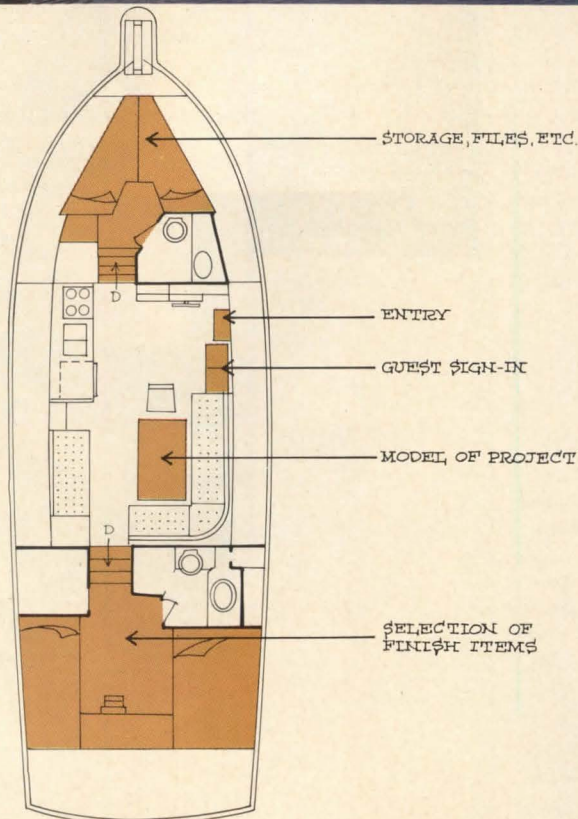 STORAGE, FILES, ETC.
D
ENTRY
GUEST SIGN-IN
MODEL OF PROJECT
D
SELECTION OF
FINISH ITEMS